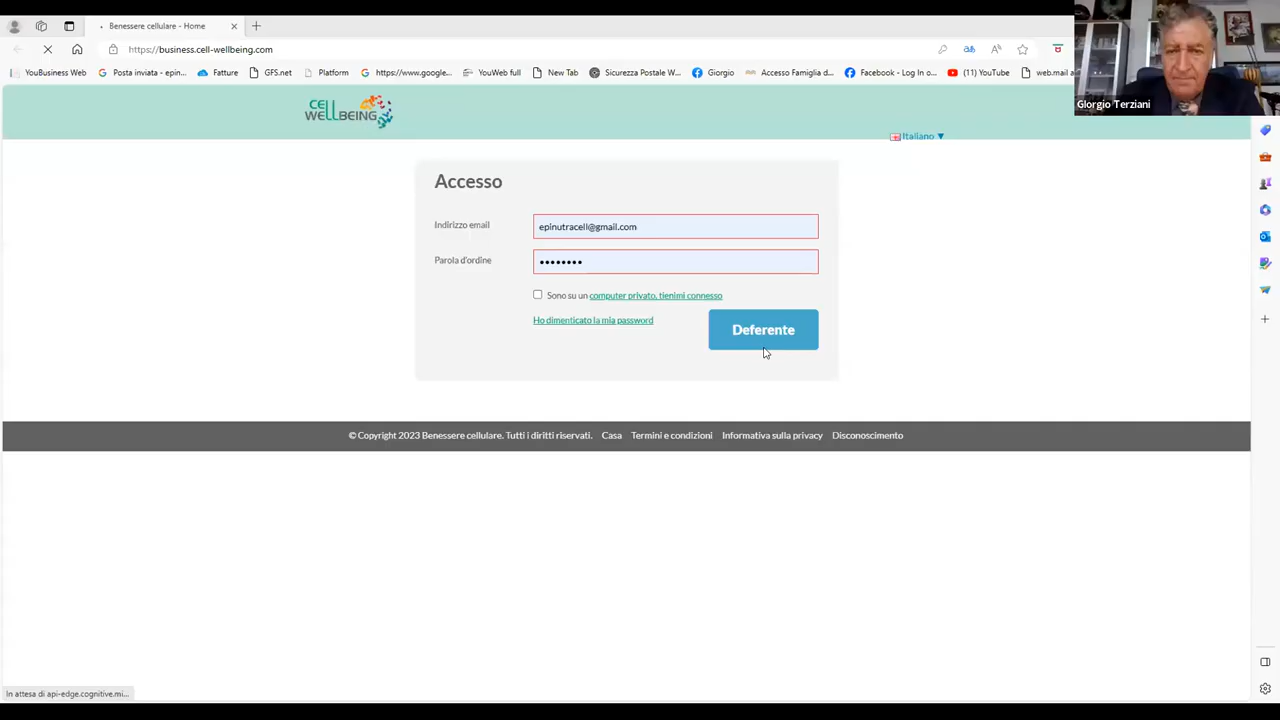 Benessere cellulare - Home
https://business.cell-wellbeing.com
YouBusiness Web
Posta inviata - epin...
Fatture
GFS.net
Platform
https://www.google...
YouWeb full
New Tab
Sicurezza Postale W...
Giorgio
Accesso Famiglia d...
Facebook - Log In o...
(11) YouTube
web.mail a
GIorgio Terziani
CELL
WELLBEING
Italiano ▼
Accesso
Indirizzo email
epinutracell@gmail.com
Parola d'ordine
••••••••
Sono su un computer privato, tienimi connesso
Ho dimenticato la mia password
Deferente
© Copyright 2023 Benessere cellulare. Tutti i diritti riservati. Casa Termini e condizioni Informativa sulla privacy Disconoscimento
In attesa di api-edge.cognitive.mi...